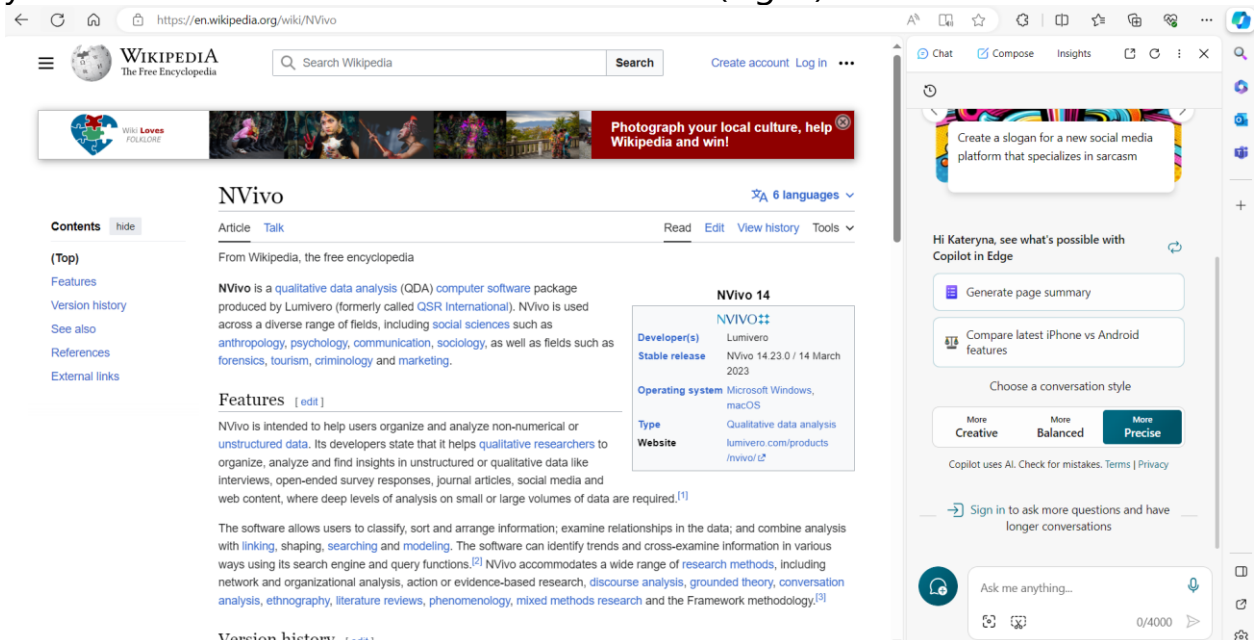 https://en.wikipedia.org/wiki/NVivo
WIKIPEDIA
The Free Encyclopedia
Search Wikipedia
Search
Create account Log in
Wiki Loves
FOLKLORE
Photograph your local culture, help
Wikipedia and win!
NVivo
6 languages
Contents hide
(Top)
Features
Version history
See also
References
External links
Article Talk
Read Edit View history Tools
From Wikipedia, the free encyclopedia
NVivo is a qualitative data analysis (QDA) computer software package
produced by Lumivero (formerly called QSR International). NVivo is used
across a diverse range of fields, including social sciences such as
anthropology, psychology, communication, sociology, as well as fields such as
forensics, tourism, criminology and marketing.
NVivo 14
NVIVO
Developer(s) Lumivero
Stable release NVivo 14.23.0 / 14 March
2023
Operating system Microsoft Windows,
macOS
Type Qualitative data analysis
Website lumivero.com/products
/nvivo/
Features [ edit ]
NVivo is intended to help users organize and analyze non-numerical or
unstructured data. Its developers state that it helps qualitative researchers to
organize, analyze and find insights in unstructured or qualitative data like
interviews, open-ended survey responses, journal articles, social media and
web content, where deep levels of analysis on small or large volumes of data are required.[1]
The software allows users to classify, sort and arrange information; examine relationships in the data; and combine analysis
with linking, shaping, searching and modeling. The software can identify trends and cross-examine information in various
ways using its search engine and query functions.[2] NVivo accommodates a wide range of research methods, including
network and organizational analysis, action or evidence-based research, discourse analysis, grounded theory, conversation
analysis, ethnography, literature reviews, phenomenology, mixed methods research and the Framework methodology.[3]
Version history [ edit ]
Chat Compose Insights
Create a slogan for a new social media
platform that specializes in sarcasm
Hi Kateryna, see what's possible with
Copilot in Edge
Generate page summary
Compare latest iPhone vs Android
features
Choose a conversation style
More
Creative
More
Balanced
More
Precise
Copilot uses AI. Check for mistakes. Terms | Privacy
Sign in to ask more questions and have
longer conversations
Ask me anything...
0/4000